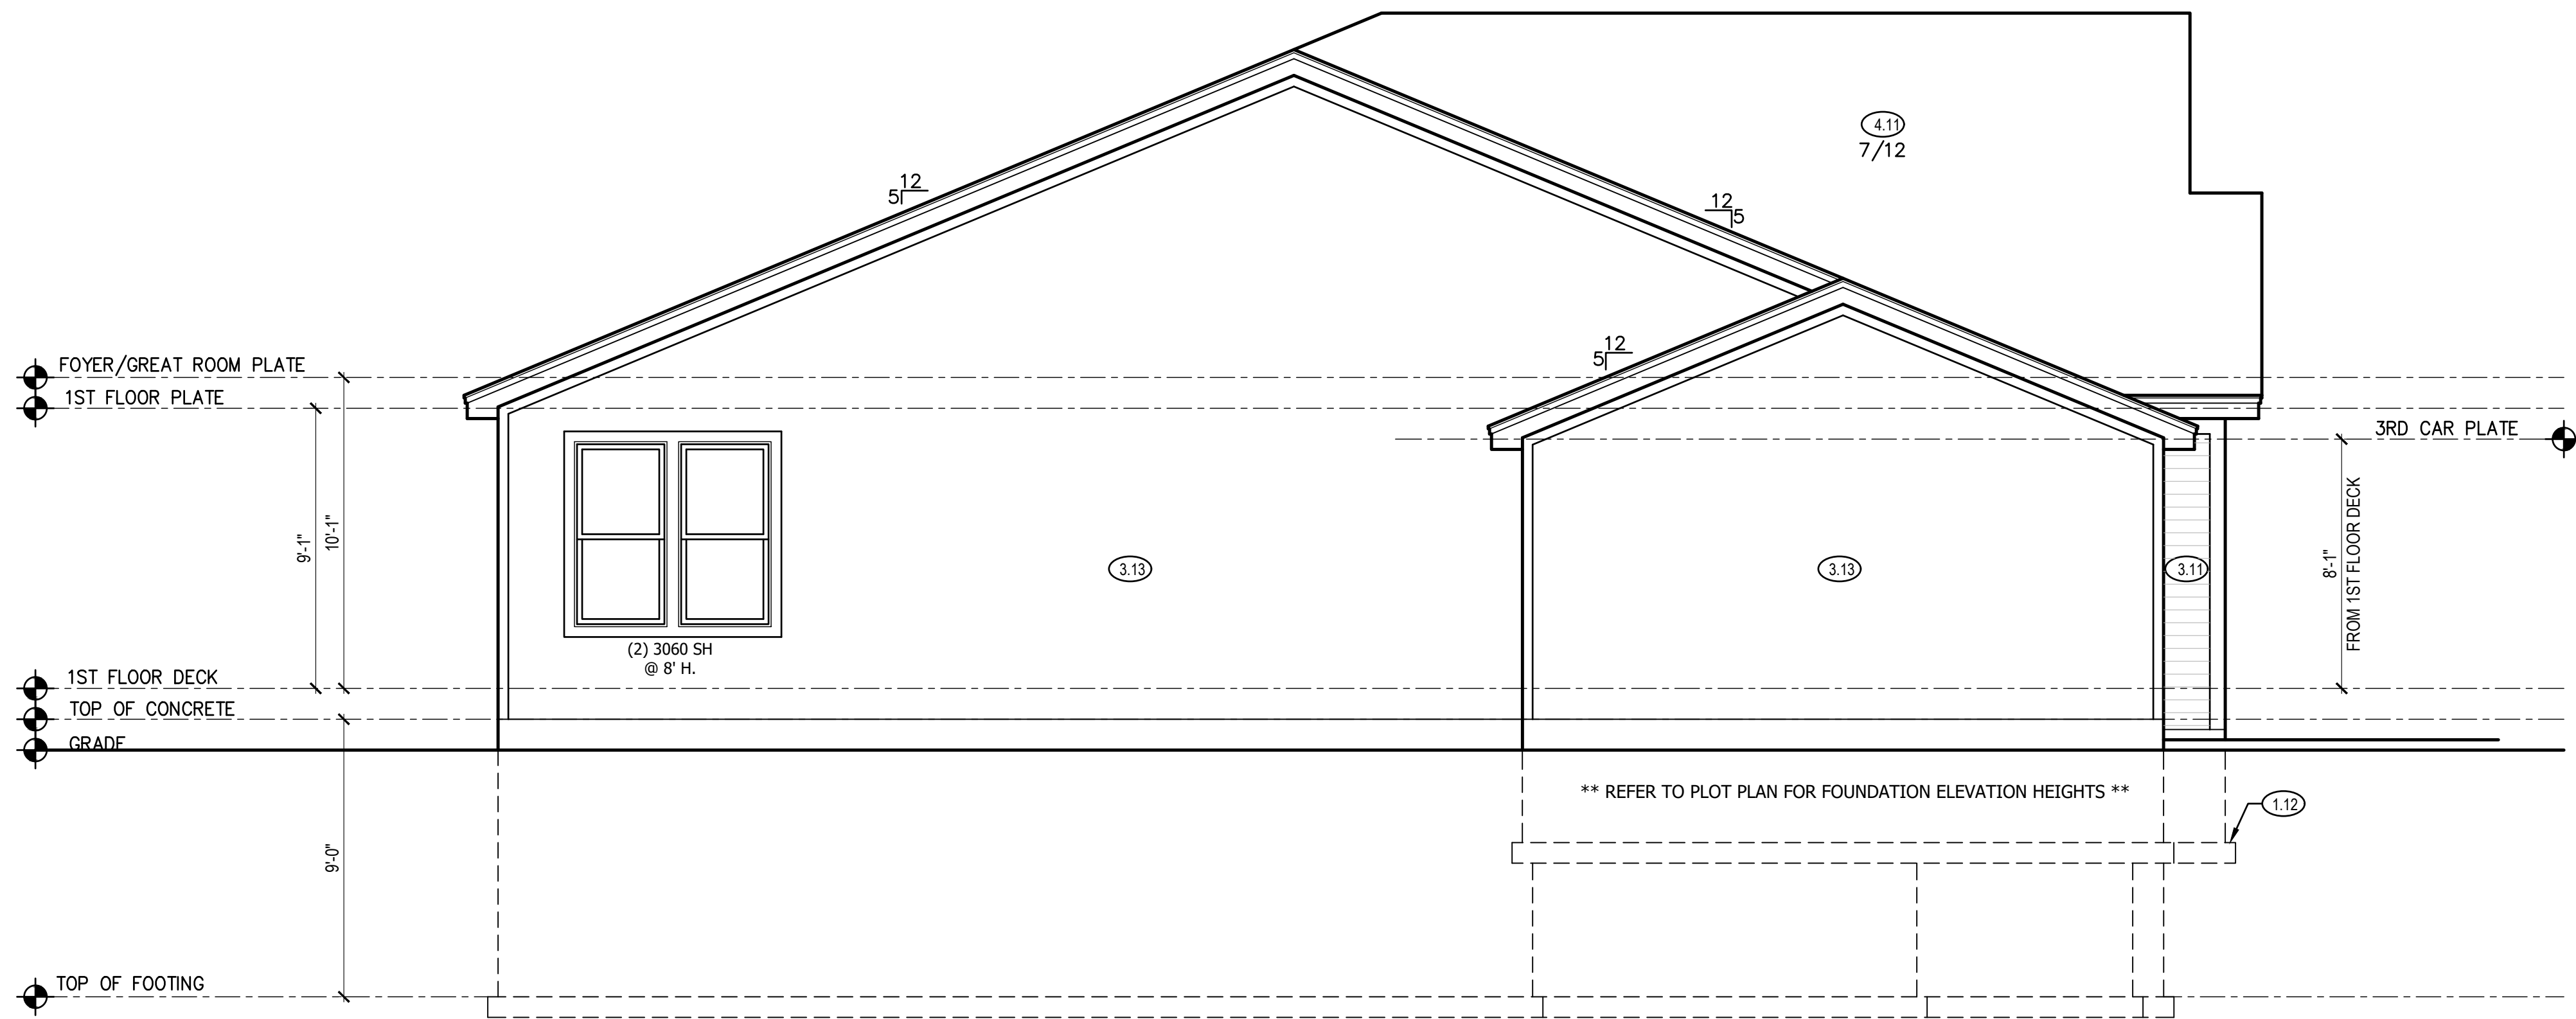 4.11
7/12
12
5
12
5
12
5
FOYER/GREAT ROOM PLATE
1ST FLOOR PLATE
3RD CAR PLATE
9'-1"
10'-1"
8'-1"
FROM 1ST FLOOR DECK
3.13
3.13
3.11
(2) 3060 SH
@ 8' H.
1ST FLOOR DECK
TOP OF CONCRETE
GRADE
** REFER TO PLOT PLAN FOR FOUNDATION ELEVATION HEIGHTS **
1.12
9'-0"
TOP OF FOOTING